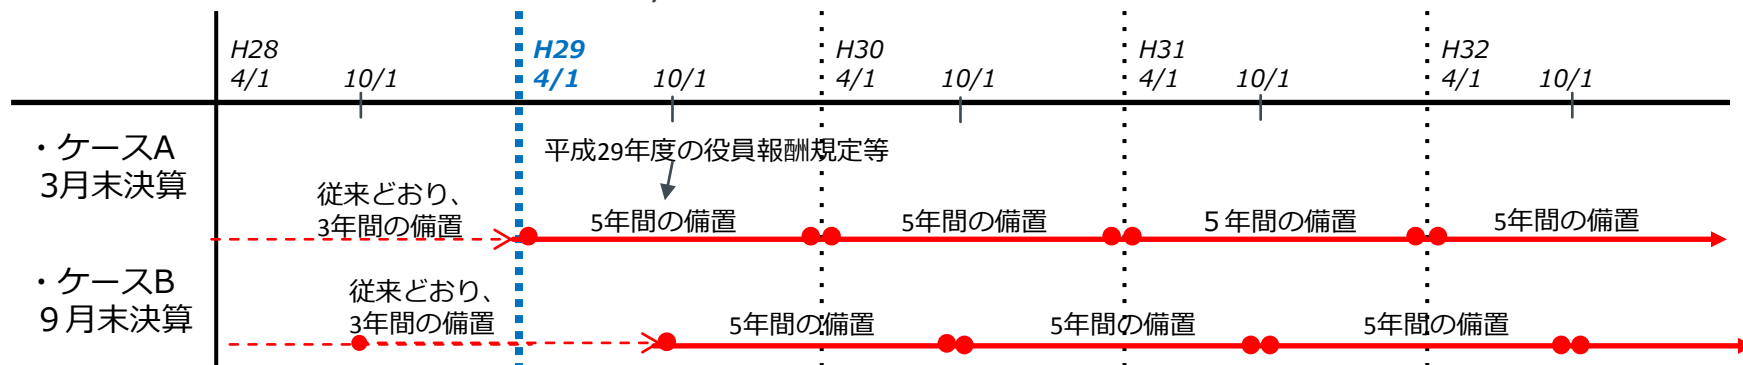 H28
4/1
10/1
H29
4/1
10/1
H30
4/1
10/1
H31
4/1
10/1
H32
4/1
10/1
・ケースA
3月末決算
平成29年度の役員報酬規定等
従来どおり、
3年間の備置
5年間の備置
5年間の備置
５年間の備置
5年間の備置
・ケースB
９月末決算
従来どおり、
3年間の備置
5年間の備置
5年間の備置
5年間の備置